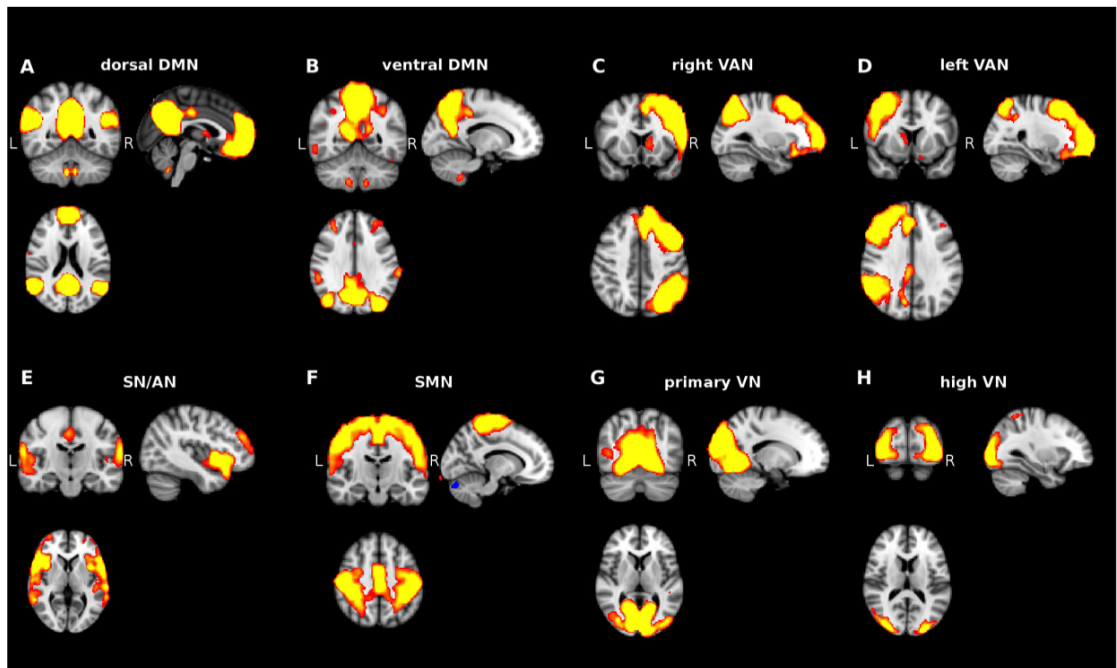 A dorsal DMN
B ventral DMN
C right VAN
D left VAN
L R
L R
L R
L R
E SN/AN
F SMN
G primary VN
H high VN
L R
L R
L R
L R